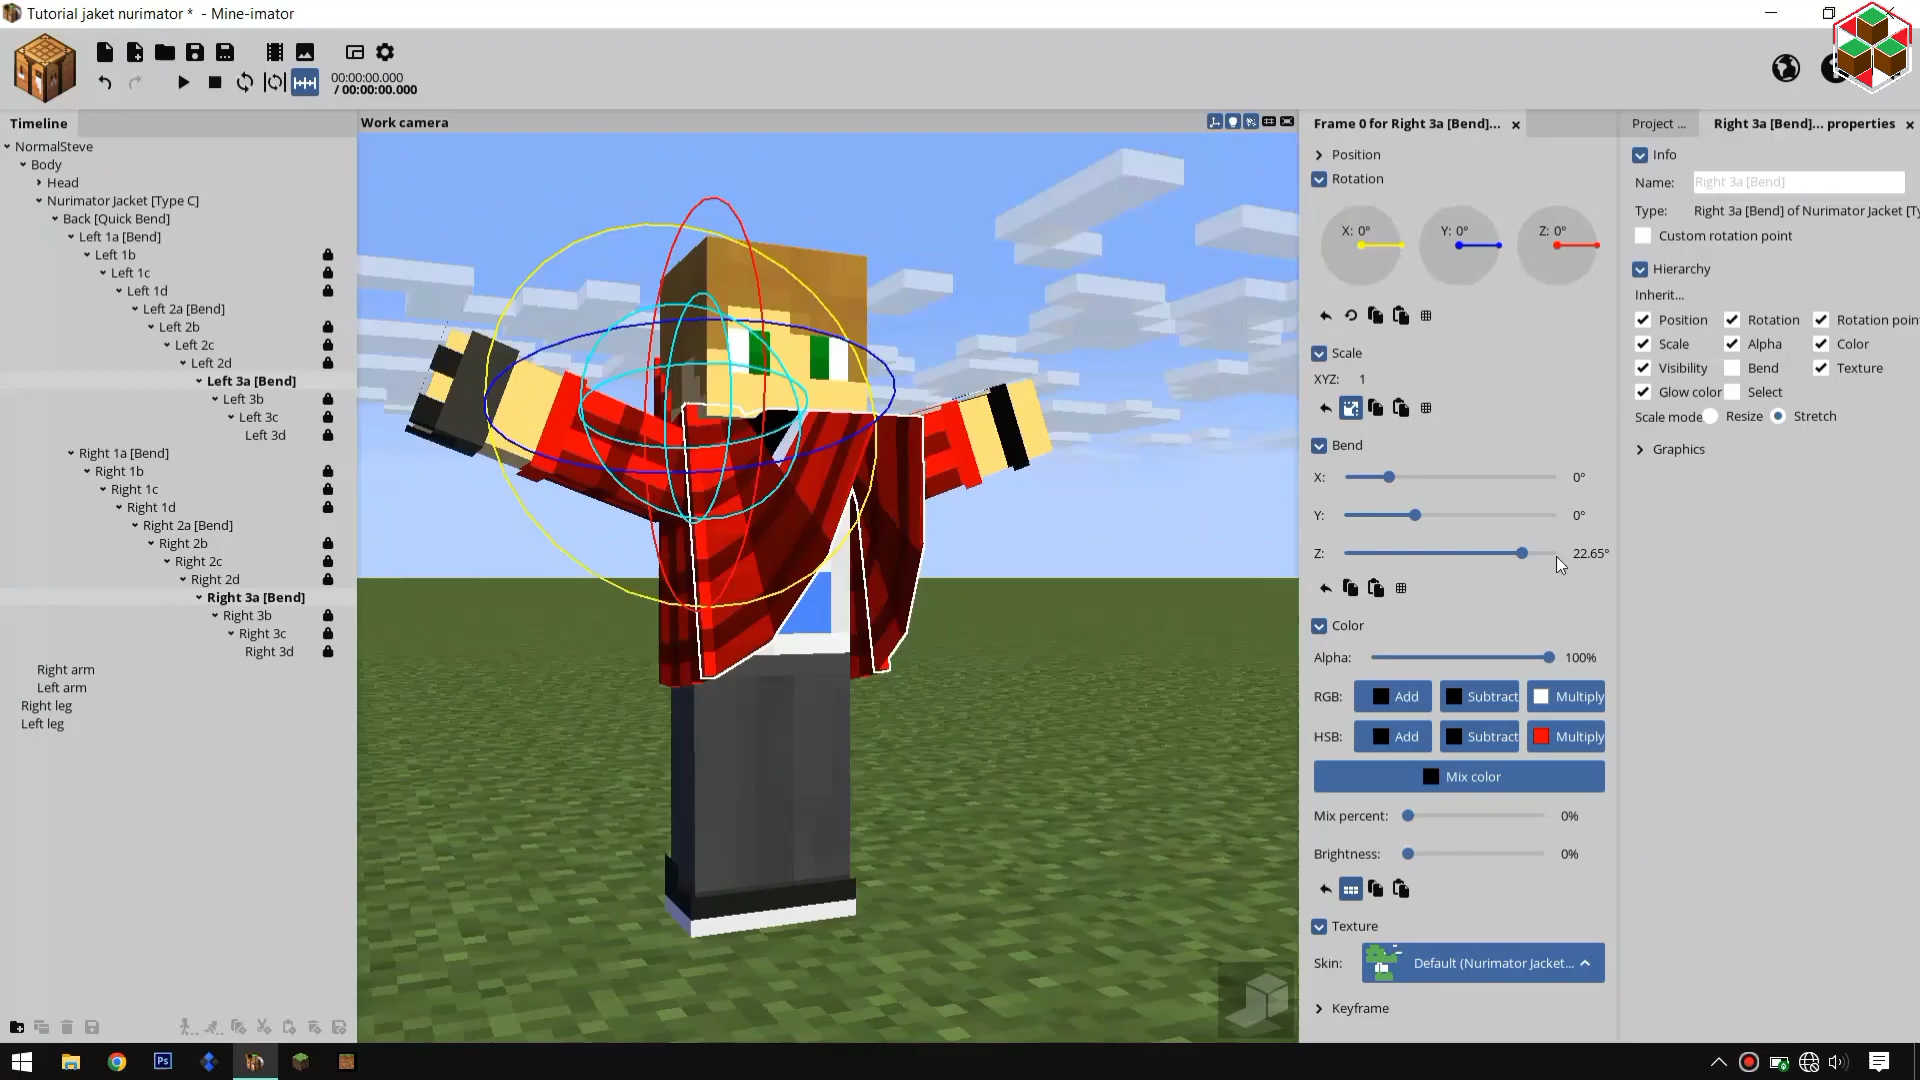 Tutorial jaket nurimator *  - Mine-imator
00:00:00.000
/ 00:00:00.000
Timeline
NormalSteve
Body
Head
Nurimator Jacket [Type C]
Back [Quick Bend]
Left 1a [Bend]
Left 1b
Left 1c
Left 1d
Left 2a [Bend]
Left 2b
Left 2c
Left 2d
Left 3a [Bend]
Left 3b
Left 3c
Left 3d
Right 1a [Bend]
Right 1b
Right 1c
Right 1d
Right 2a [Bend]
Right 2b
Right 2c
Right 2d
Right 3a [Bend]
Right 3b
Right 3c
Right 3d
Right arm
Left arm
Right leg
Left leg
Work camera
Frame 0 for Right 3a [Bend]...
Position
Rotation
X: 0° Y: 0° Z: 0°
Scale
XYZ: 1
Bend
X: 0°
Y: 0°
Z: 22.65°
Color
Alpha: 100%
RGB: Add Subtract Multiply
HSB: Add Subtract Multiply
Mix color
Mix percent: 0%
Brightness: 0%
Texture
Skin: Default (Nurimator Jacket...
Keyframe
Project ... Right 3a [Bend]... properties
Info
Name: Right 3a [Bend]
Type: Right 3a [Bend] of Nurimator Jacket [Ty
Custom rotation point
Hierarchy
Inherit...
Position Rotation Rotation poin
Scale Alpha Color
Visibility Bend Texture
Glow color Select
Scale mode Resize Stretch
Graphics
Ps